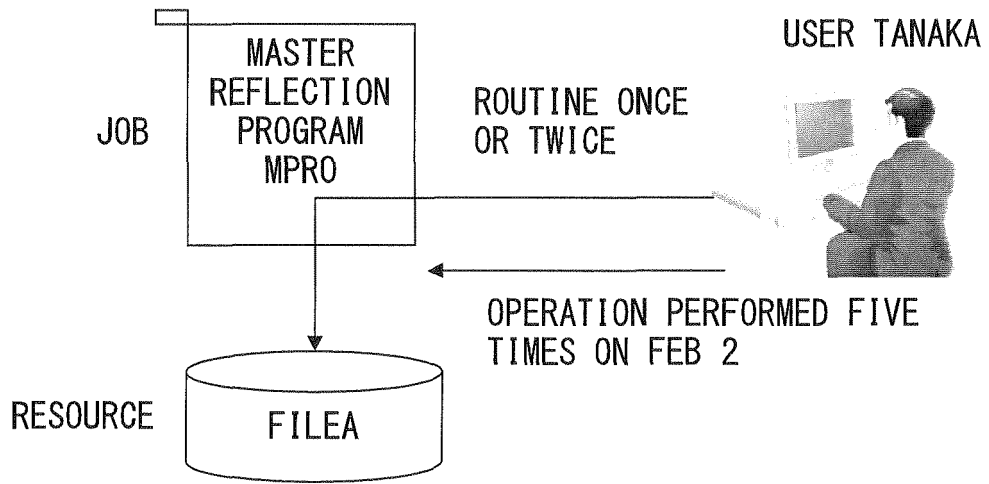 USER TANAKA
MASTER
REFLECTION
PROGRAM
MPRO
JOB
ROUTINE ONCE
OR TWICE
OPERATION PERFORMED FIVE
TIMES ON FEB 2
RESOURCE
FILEA